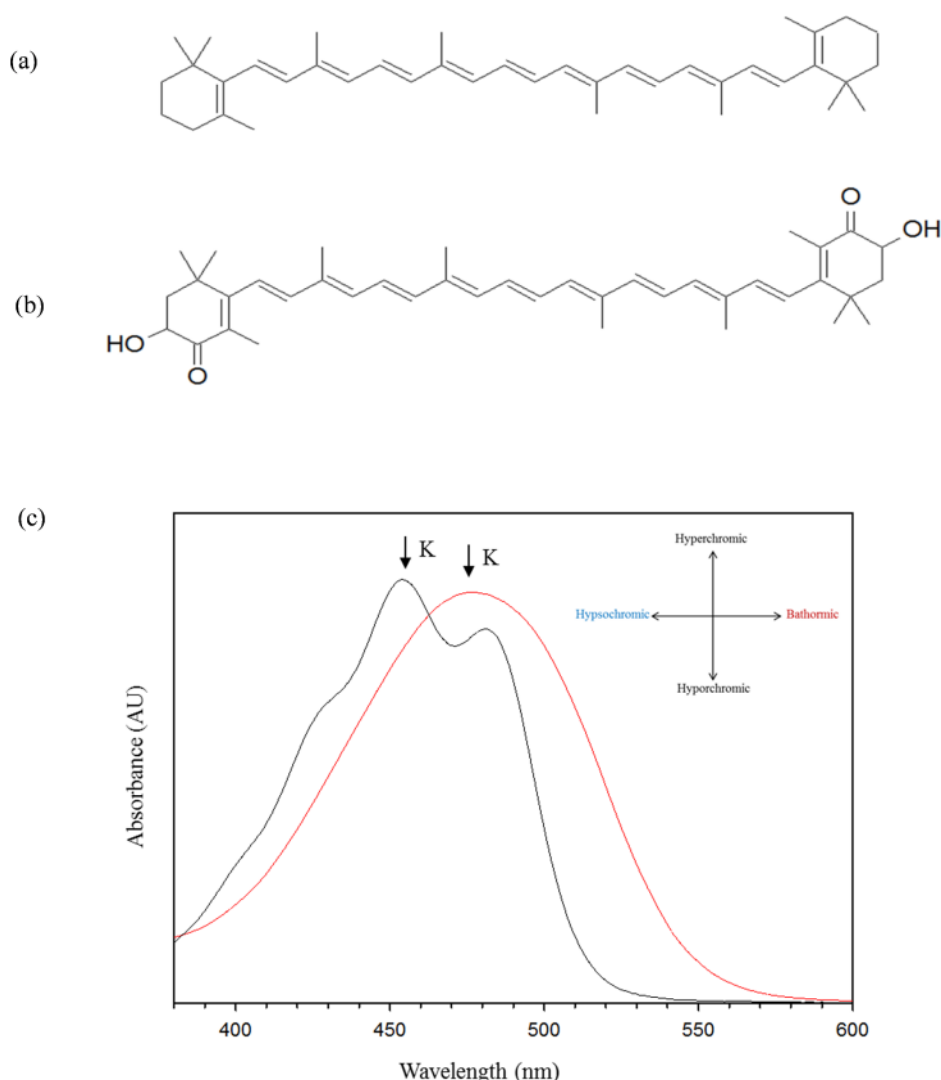 (a)
(b)
O
OH
HO
O
(c)
K
K
Hyperchromic
Hypsochromic
Bathormic
Hyporchromic
Absorbance (AU)
400
450
500
550
600
Wavelength (nm)